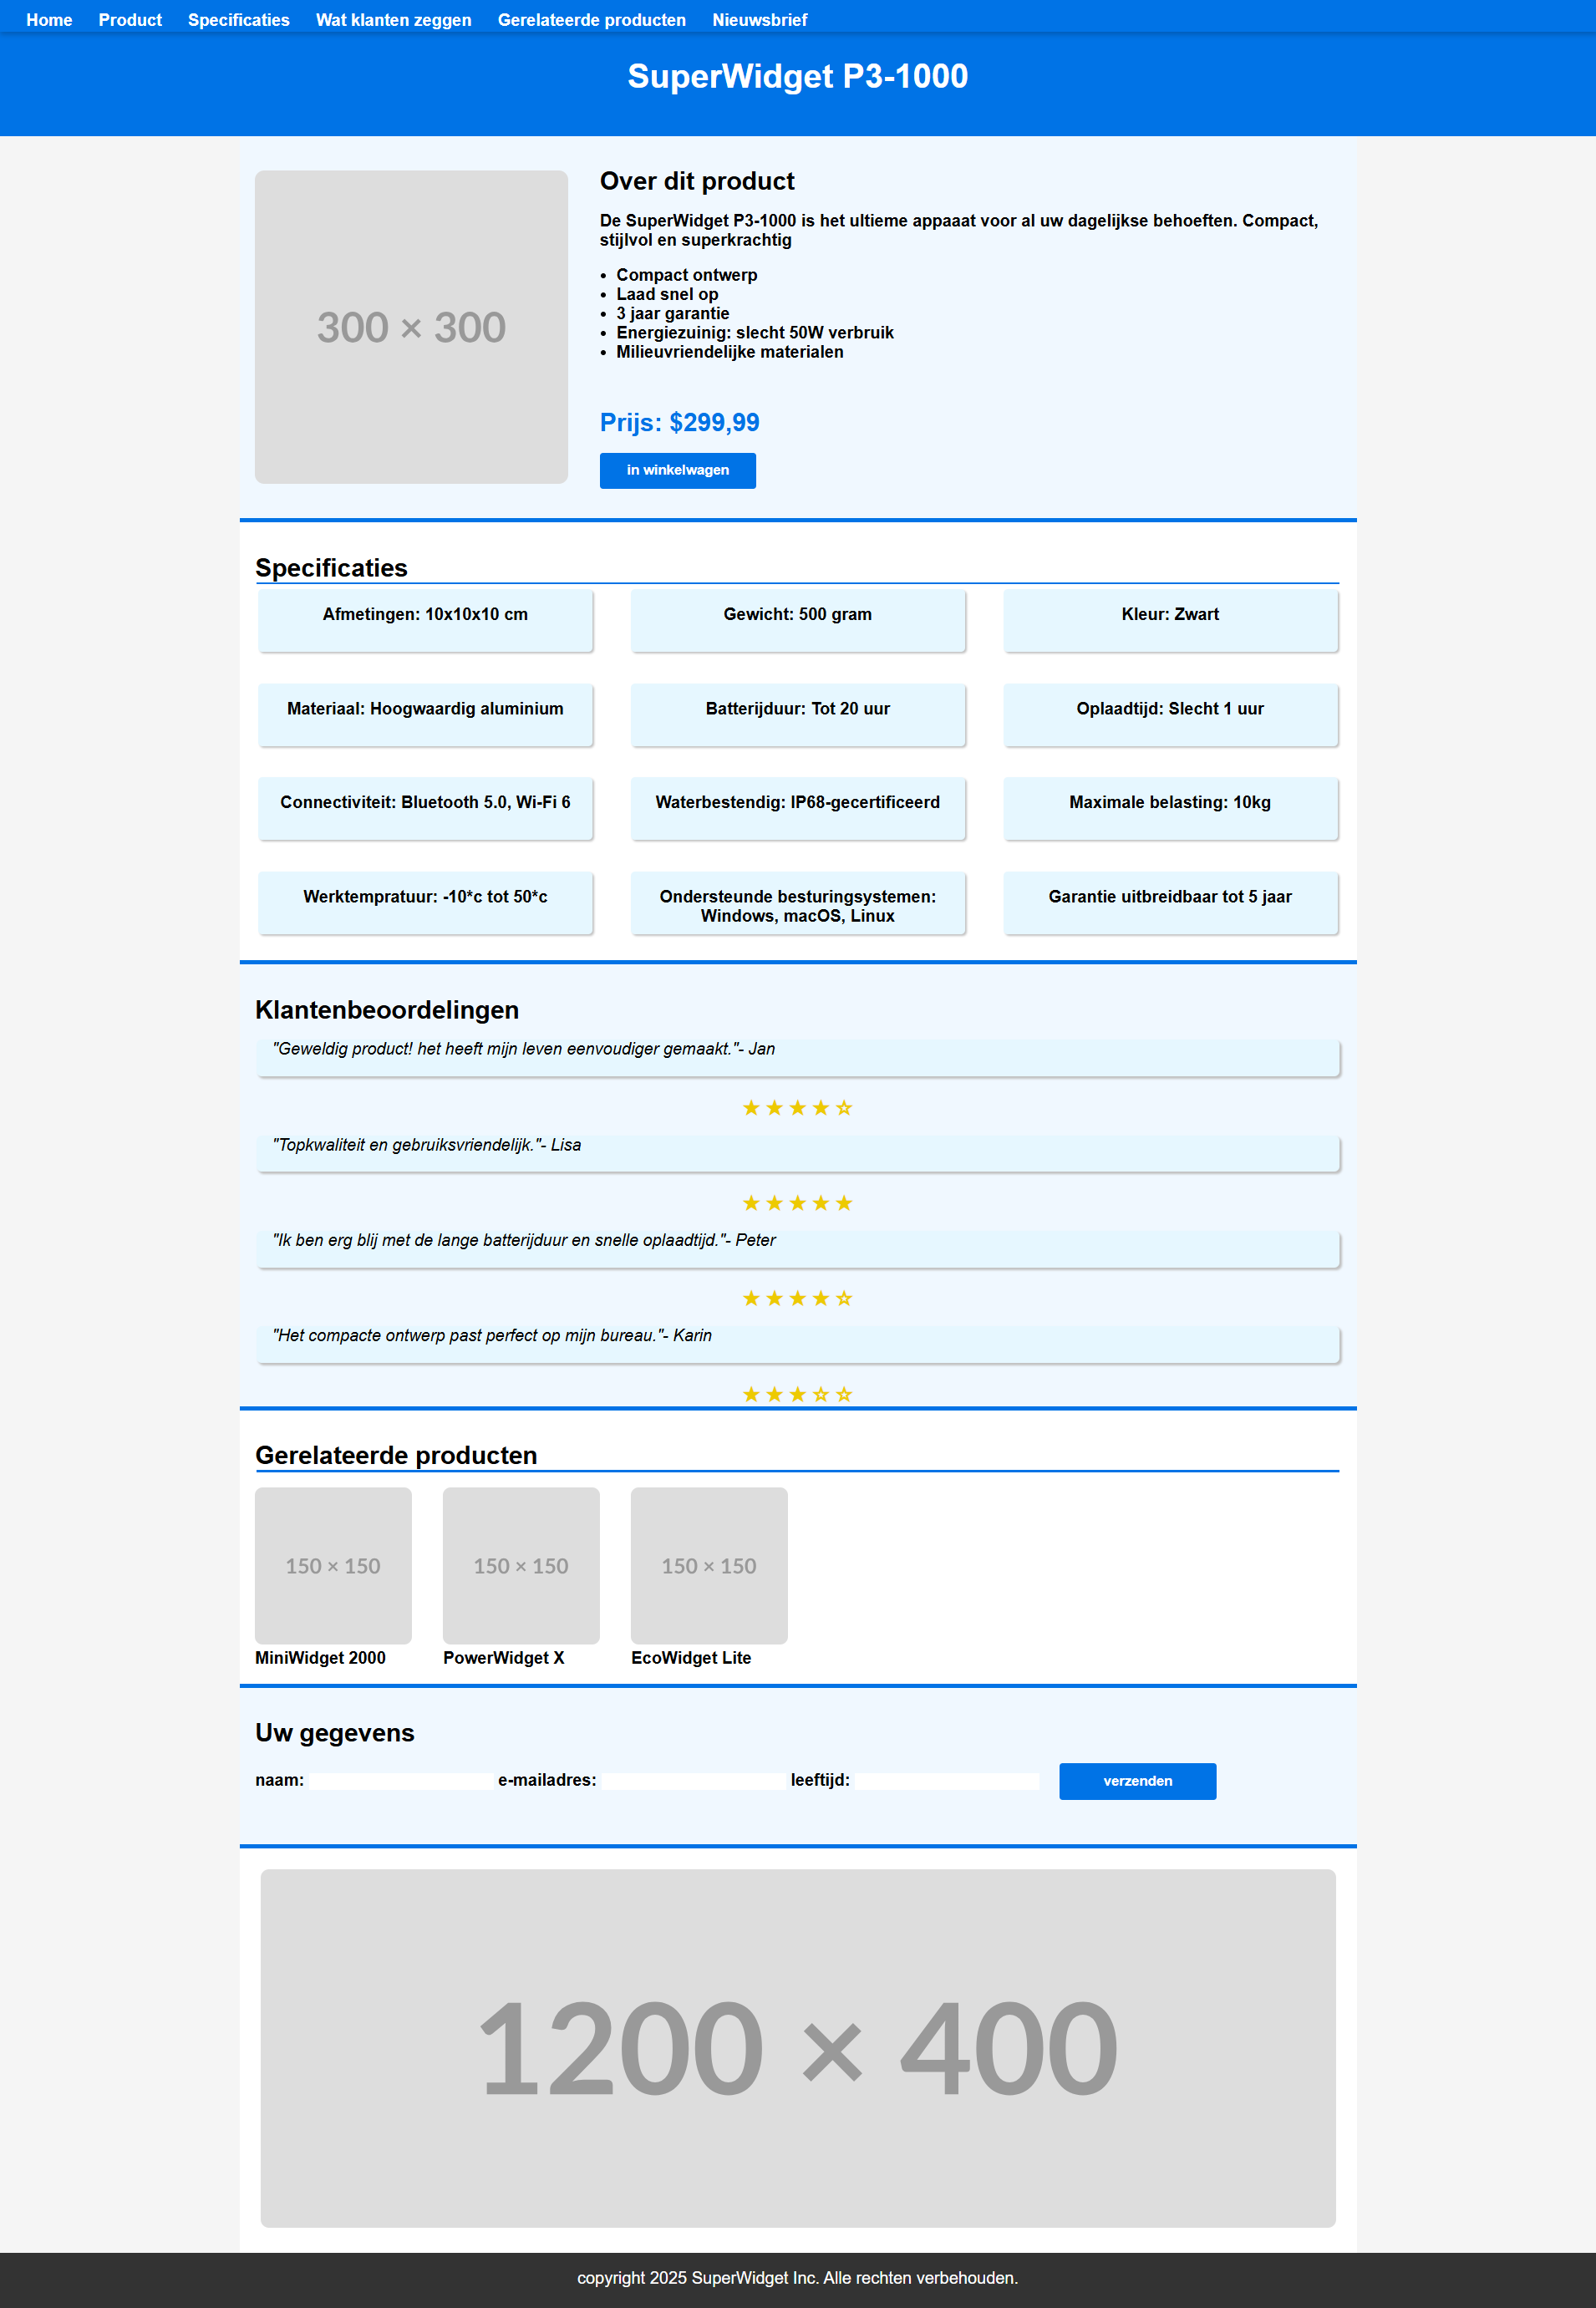 Home Product Specificaties Wat klanten zeggen Gerelateerde producten Nieuwsbrief
SuperWidget P3-1000
300 × 300
Over dit product
De SuperWidget P3-1000 is het ultieme appaaat voor al uw dagelijkse behoeften. Compact,
stijlvol en superkrachtig
• Compact ontwerp
• Laad snel op
• 3 jaar garantie
• Energiezuinig: slecht 50W verbruik
• Milieuvriendelijke materialen
Prijs: $299,99
in winkelwagen
Specificaties
Afmetingen: 10x10x10 cm
Gewicht: 500 gram
Kleur: Zwart
Materiaal: Hoogwaardig aluminium
Batterijduur: Tot 20 uur
Oplaadtijd: Slecht 1 uur
Connectiviteit: Bluetooth 5.0, Wi-Fi 6
Waterbestendig: IP68-gecertificeerd
Maximale belasting: 10kg
Werktempratuur: -10*c tot 50*c
Ondersteunde besturingsystemen:
Windows, macOS, Linux
Garantie uitbreidbaar tot 5 jaar
Klantenbeoordelingen
"Geweldig product! het heeft mijn leven eenvoudiger gemaakt."- Jan
★★★★☆
"Topkwaliteit en gebruiksvriendelijk."- Lisa
★★★★★
"Ik ben erg blij met de lange batterijduur en snelle oplaadtijd."- Peter
★★★★☆
"Het compacte ontwerp past perfect op mijn bureau."- Karin
★★★☆☆
Gerelateerde producten
150 × 150
150 × 150
150 × 150
MiniWidget 2000
PowerWidget X
EcoWidget Lite
Uw gegevens
naam: e-mailadres: leeftijd: verzenden
1200 × 400
copyright 2025 SuperWidget Inc. Alle rechten verbehouden.